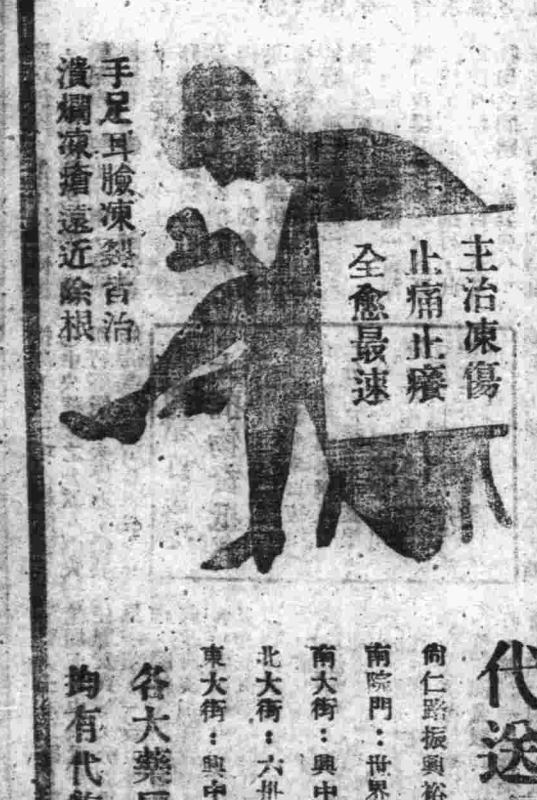 主治凍傷
止痛止癢
全愈最速
手足耳臉凍裂皆治
潰爛凍瘡遠近除根
代送
尚仁路振興裕
南院門：世界
南大街：興中
北大街：六卅
東大街：興中
各大藥
均有代